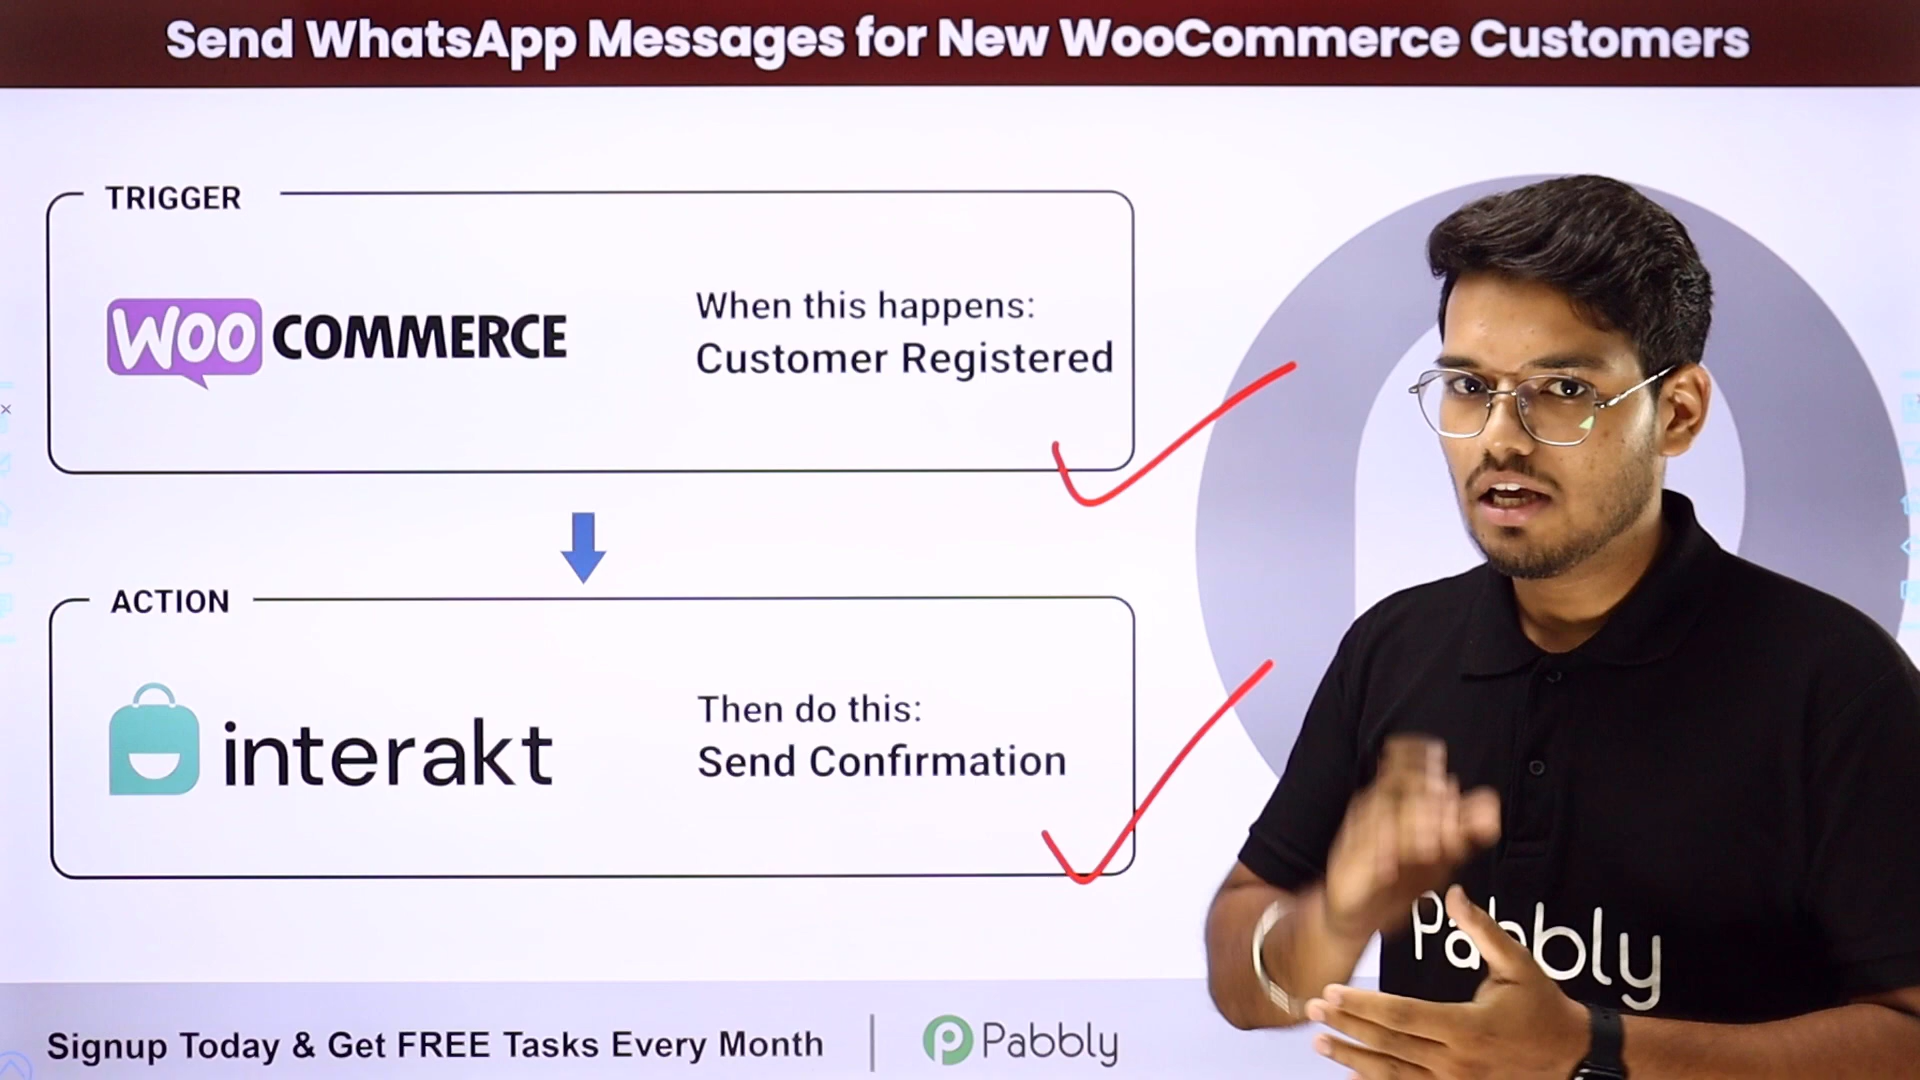 Send WhatsApp Messages for New WooCommerce Customers
TRIGGER
WOO COMMERCE
When this happens:
Customer Registered
ACTION
interakt
Then do this:
Send Confirmation
Pabbly
Signup Today & Get FREE Tasks Every Month
Pabbly